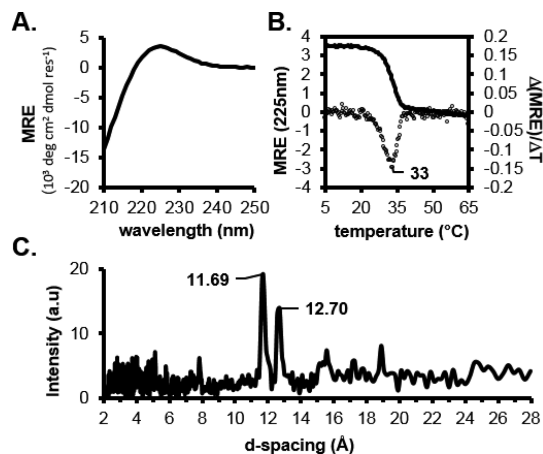 A.
5
0
-5
-10
-15
-20
MRE
(10³ deg cm² dmol res⁻¹)
210 220 230 240 250
wavelength (nm)
B.
4
3
2
1
0
-1
-2
-3
-4
MRE (225nm)
0.2
0.15
0.1
0.05
0
-0.05
-0.1
-0.15
-0.2
Δ(MRE)/ΔT
33
5 35 65
temperature (°C)
C.
20
10
0
Intensity (a.u)
11.69
12.70
2 4 6 8 10 12 14 16 18 20 22 24 26 28
d-spacing (Å)